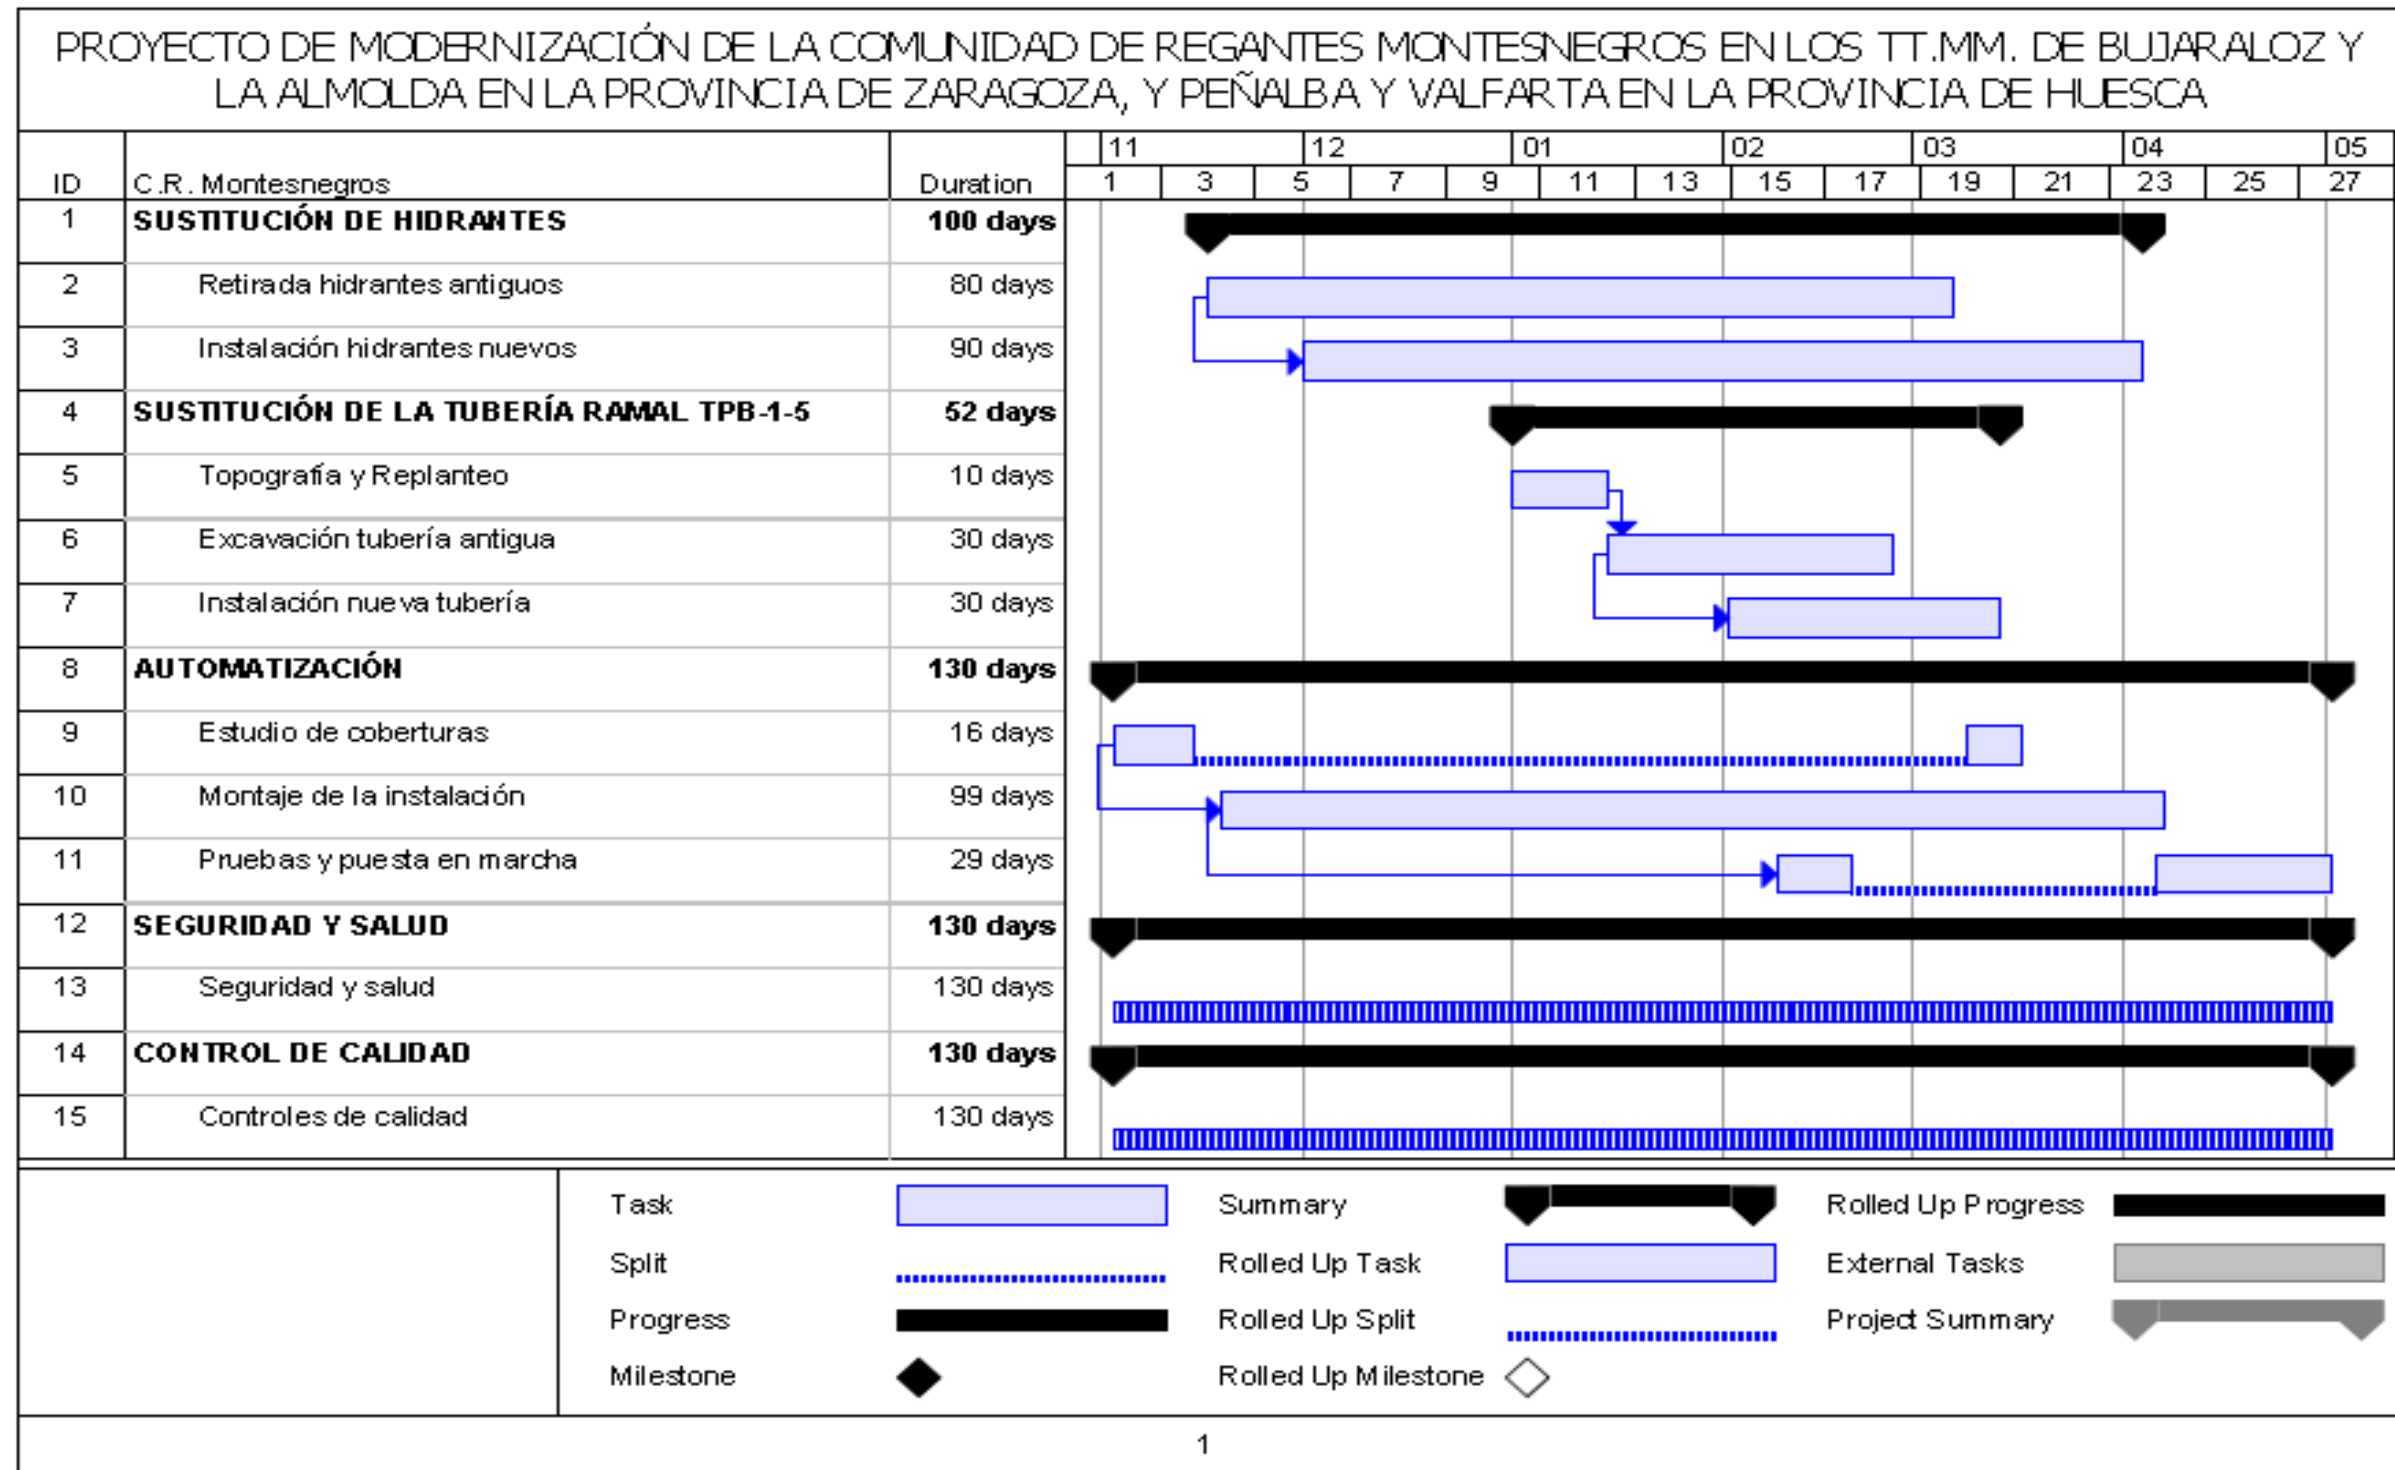 PROYECTO DE MODERNIZACIÓN DE LA COMUNIDAD DE REGANTES MONTESNEGROS EN LOS TT.MM. DE BUJARALOZ Y
LA ALMOLDA EN LA PROVINCIA DE ZARAGOZA, Y PEÑALBA Y VALFARTA EN LA PROVINCIA DE HUESCA
11 12 01 02 03 04 05
ID C.R. Montesnegros Duration 1 3 5 7 9 11 13 15 17 19 21 23 25 27
1 SUSTITUCIÓN DE HIDRANTES 100 days
2 Retirada hidrantes antiguos 80 days
3 Instalación hidrantes nuevos 90 days
4 SUSTITUCIÓN DE LA TUBERÍA RAMAL TPB-1-5 52 days
5 Topografía y Replanteo 10 days
6 Excavación tubería antigua 30 days
7 Instalación nueva tubería 30 days
8 AUTOMATIZACIÓN 130 days
9 Estudio de coberturas 16 days
10 Montaje de la instalación 99 days
11 Pruebas y puesta en marcha 29 days
12 SEGURIDAD Y SALUD 130 days
13 Seguridad y salud 130 days
14 CONTROL DE CALIDAD 130 days
15 Controles de calidad 130 days
Task Summary Rolled Up Progress
Split Rolled Up Task External Tasks
Progress Rolled Up Split Project Summary
Milestone Rolled Up Milestone
1